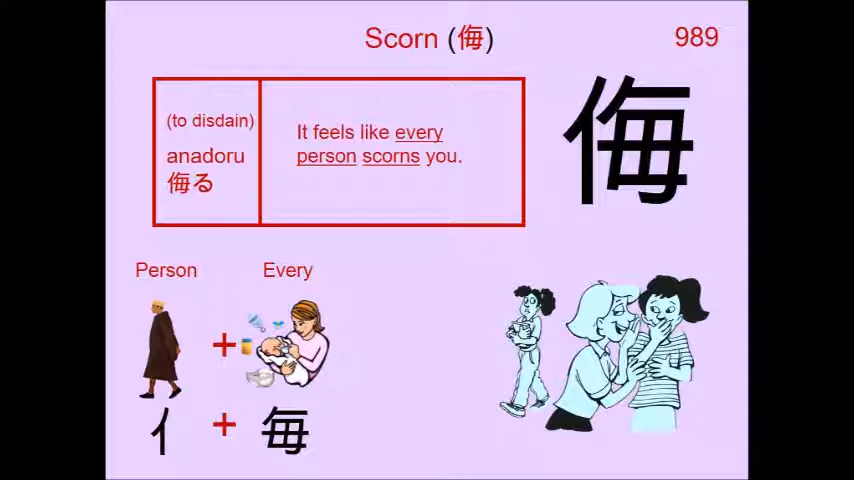 Scorn (侮)
989
(to disdain)
anadoru
侮る
It feels like every
person scorns you.
侮
Person
Every
+
亻 + 毎